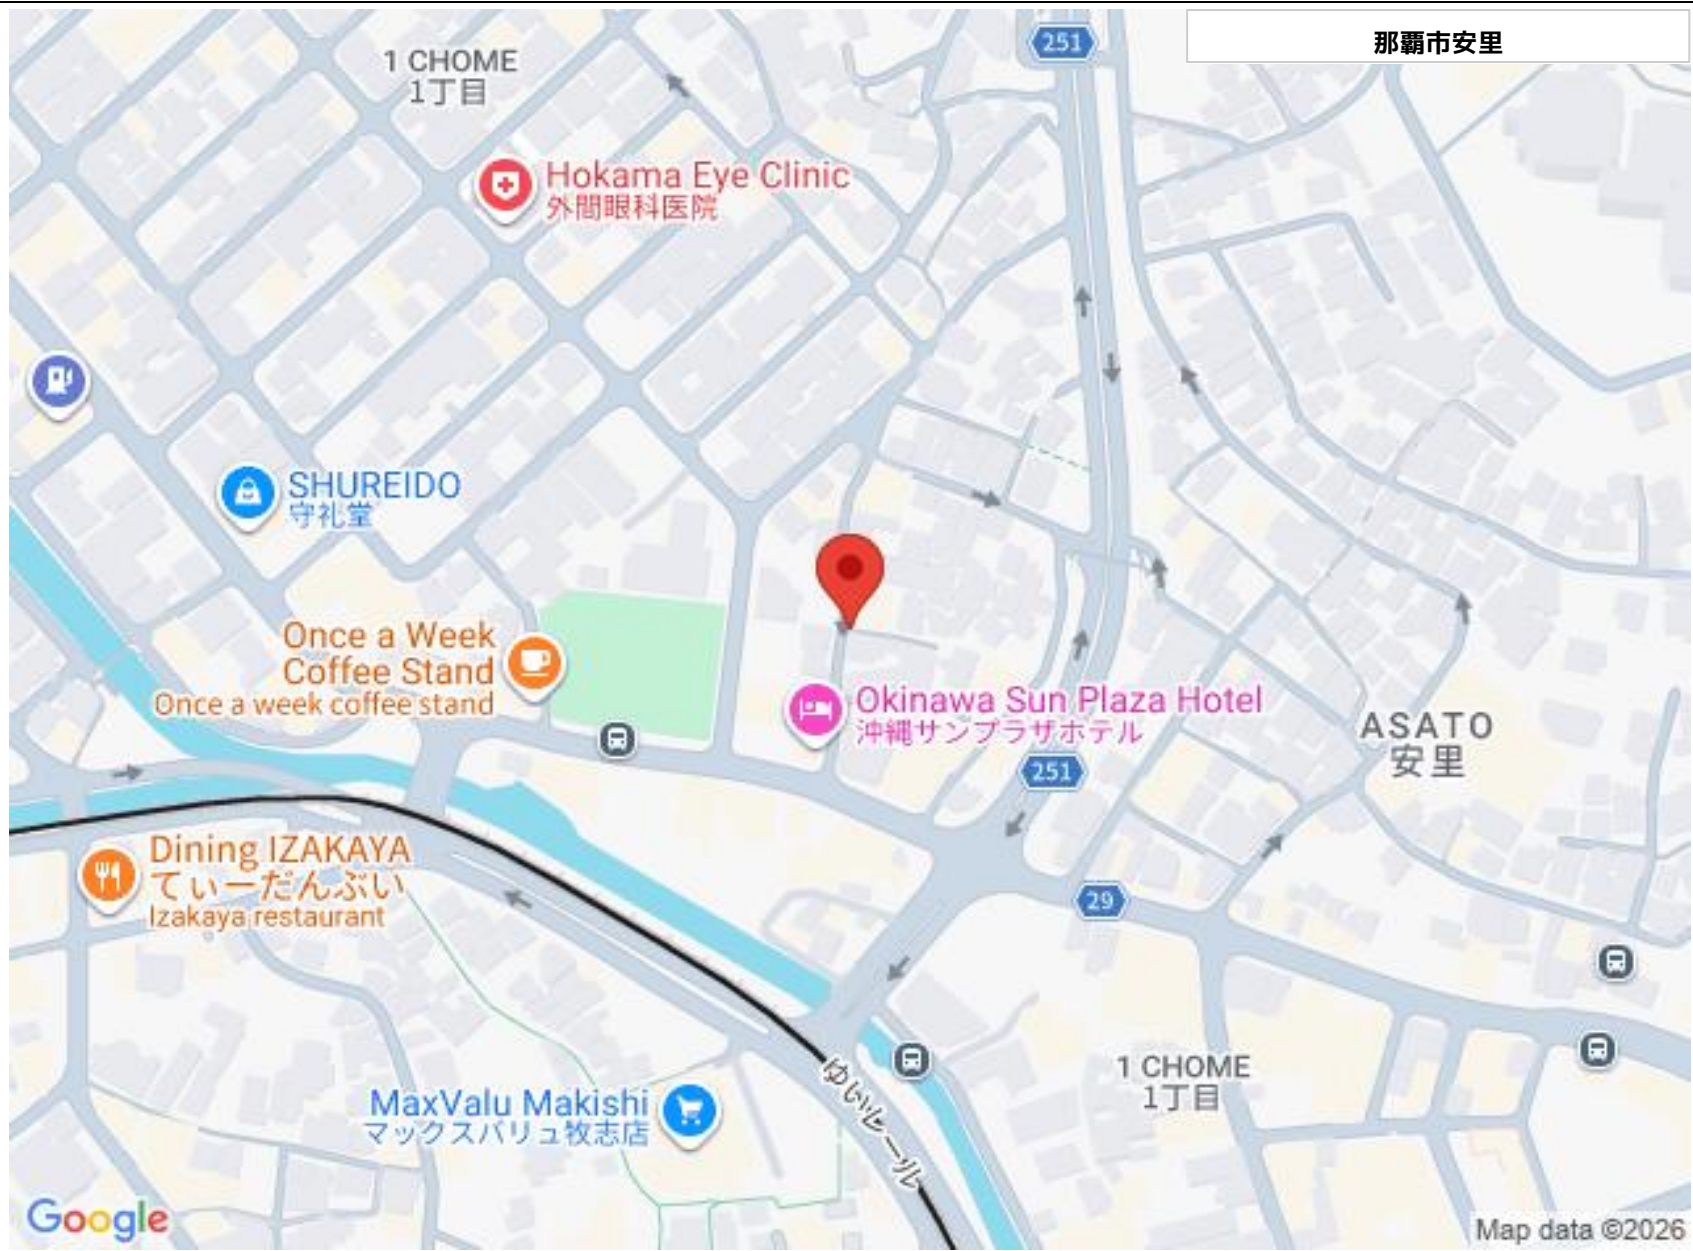 那覇市安里
251
1 CHOME
1丁目
Hokama Eye Clinic
外間眼科医院
SHUREIDO
守礼堂
Once a Week
Coffee Stand
Once a week coffee stand
Okinawa Sun Plaza Hotel
沖縄サンプラザホテル
ASATO
安里
251
Dining IZAKAYA
てぃーだんぶい
Izakaya restaurant
29
1 CHOME
1丁目
MaxValu Makishi
マックスバリュ牧志店
ゆいレール
Google
Map data ©2026